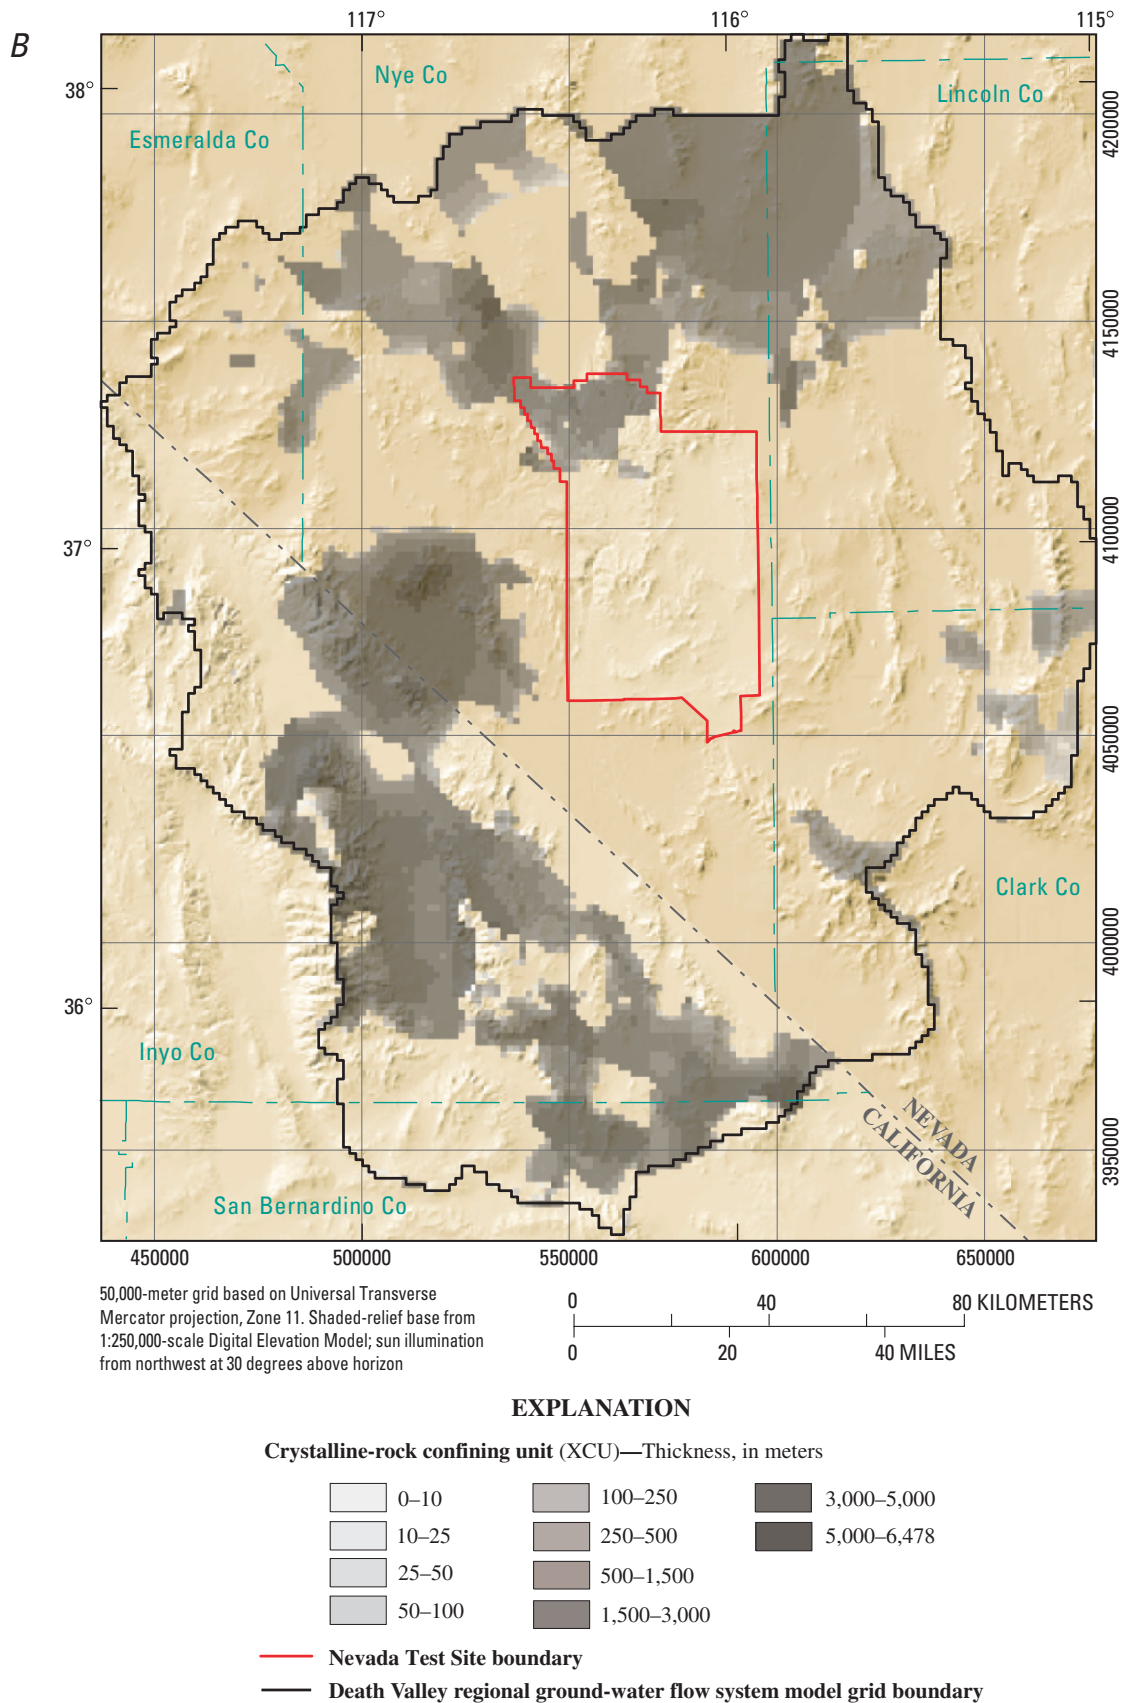 B
117°
116°
115°
38°
37°
36°
Nye Co
Lincoln Co
Esmeralda Co
Clark Co
Inyo Co
San Bernardino Co
NEVADA
CALIFORNIA
4200000
4150000
4100000
4050000
4000000
3950000
450000
500000
550000
600000
650000
50,000-meter grid based on Universal Transverse
Mercator projection, Zone 11. Shaded-relief base from
1:250,000-scale Digital Elevation Model; sun illumination
from northwest at 30 degrees above horizon
0 40 80 KILOMETERS
0 20 40 MILES
EXPLANATION
Crystalline-rock confining unit (XCU)—Thickness, in meters
0–10
10–25
25–50
50–100
100–250
250–500
500–1,500
1,500–3,000
3,000–5,000
5,000–6,478
Nevada Test Site boundary
Death Valley regional ground-water flow system model grid boundary